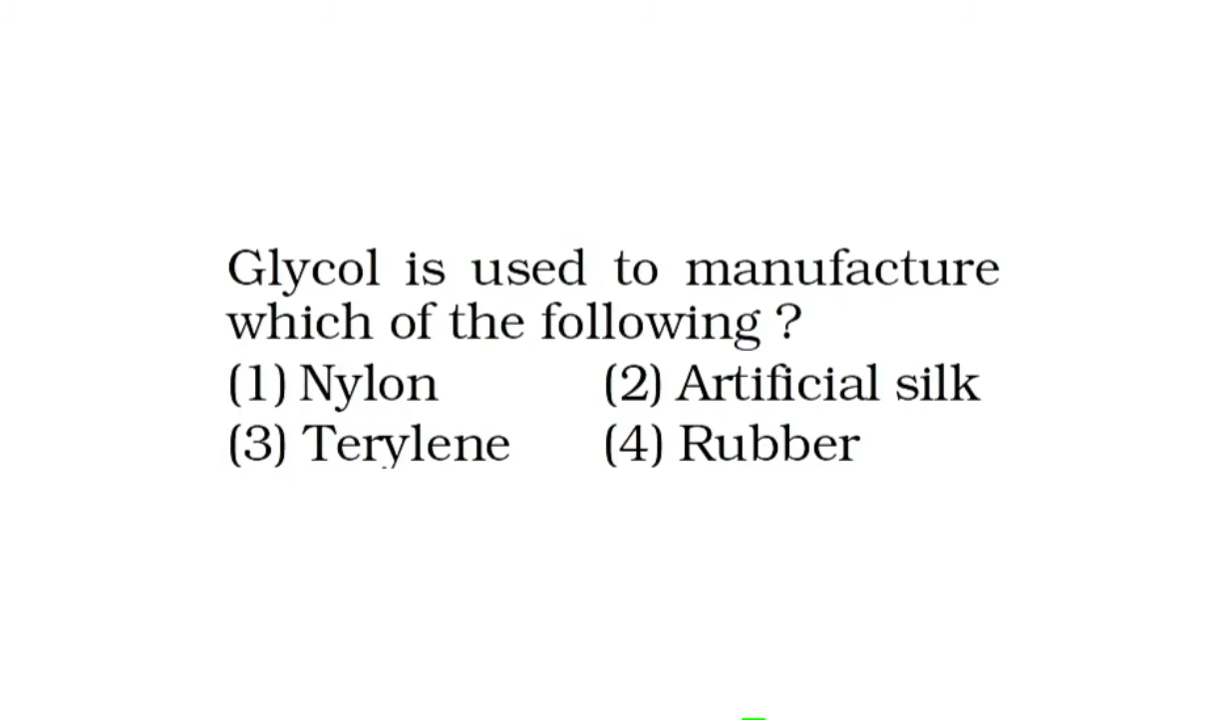 Glycol is used to manufacture
which of the following ?
(1) Nylon (2) Artificial silk
(3) Terylene (4) Rubber